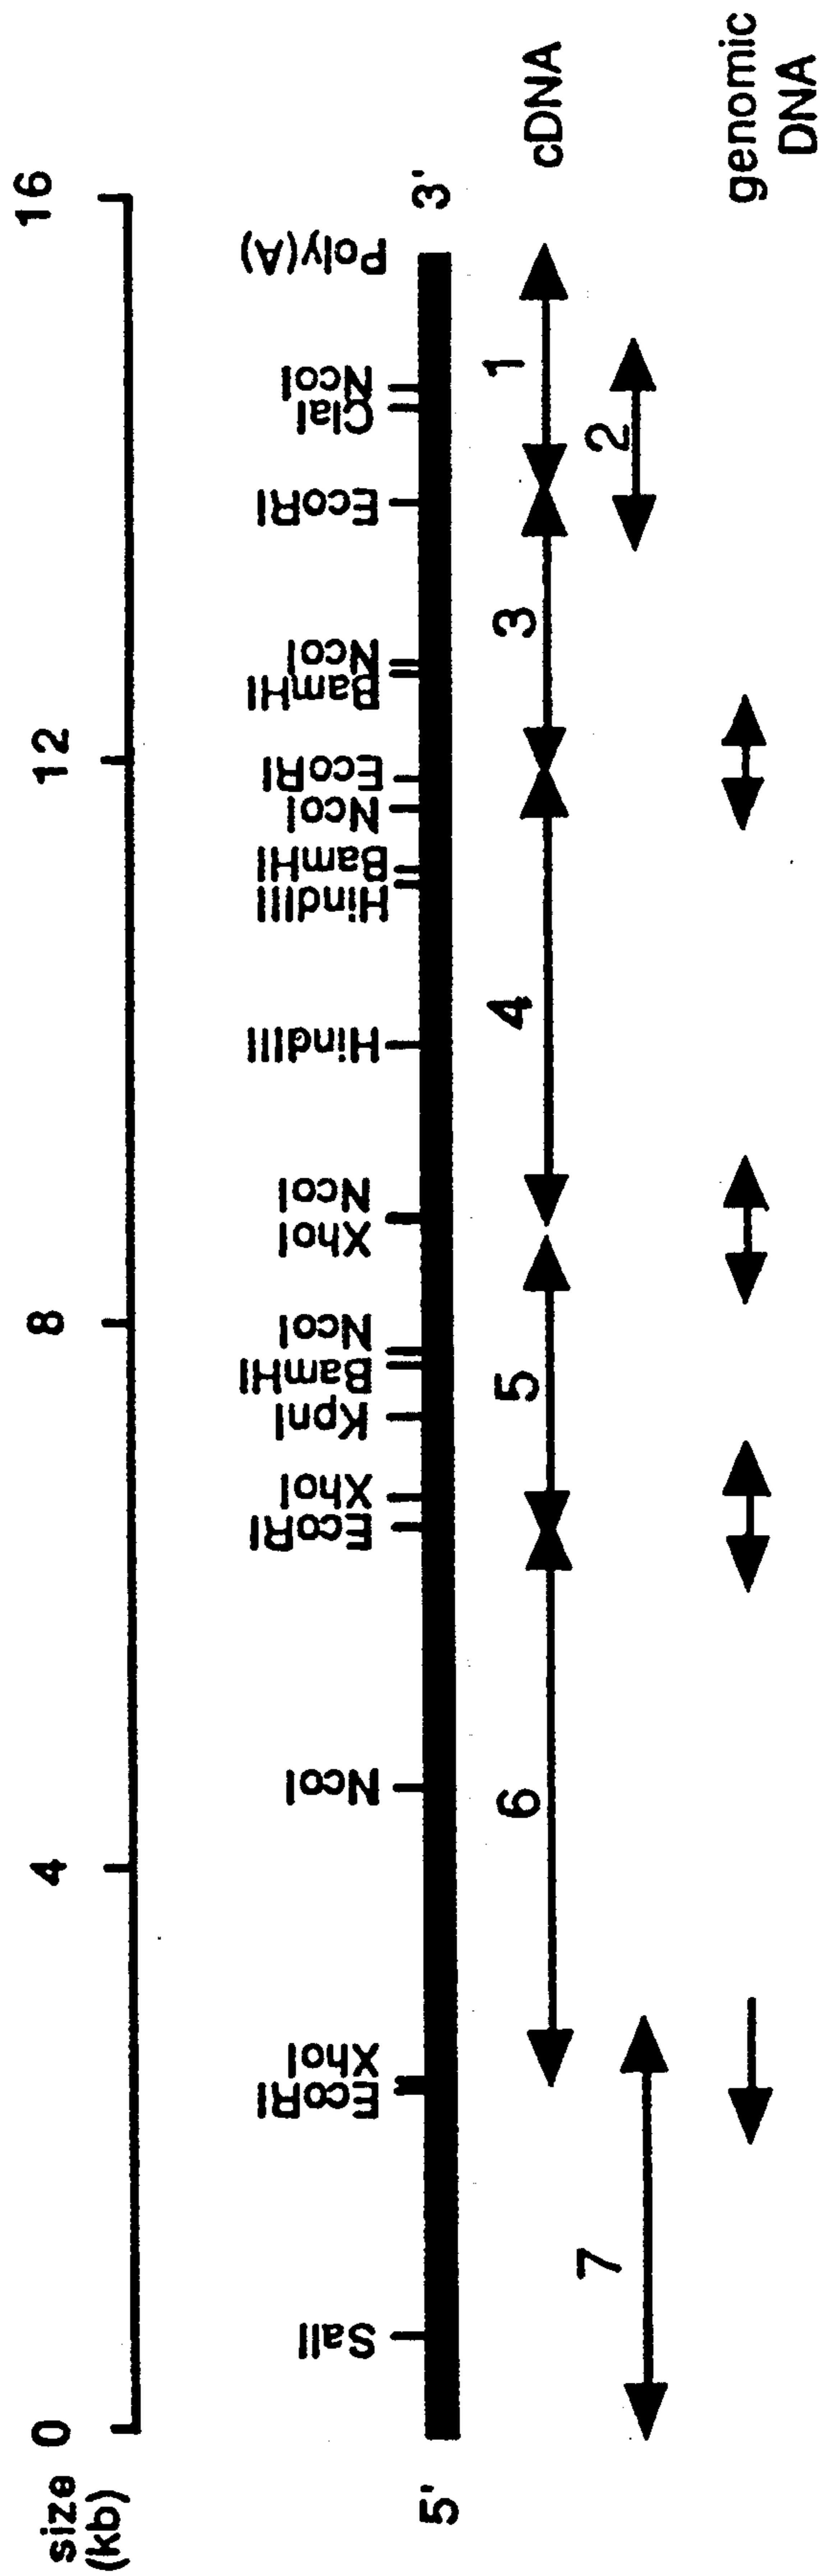 size
(kb)
0
4
8
12
16
SalI
EcoRI
XhoI
NcoI
EcoRI
XhoI
KpnI
BamHI
NcoI
XhoI
NcoI
HindIII
HindIII
BamHI
NcoI
EcoRI
BamHI
NcoI
EcoRI
ClaI
NcoI
Poly(A)
5'
3'
cDNA
7
6
5
4
3
2
1
genomic
DNA